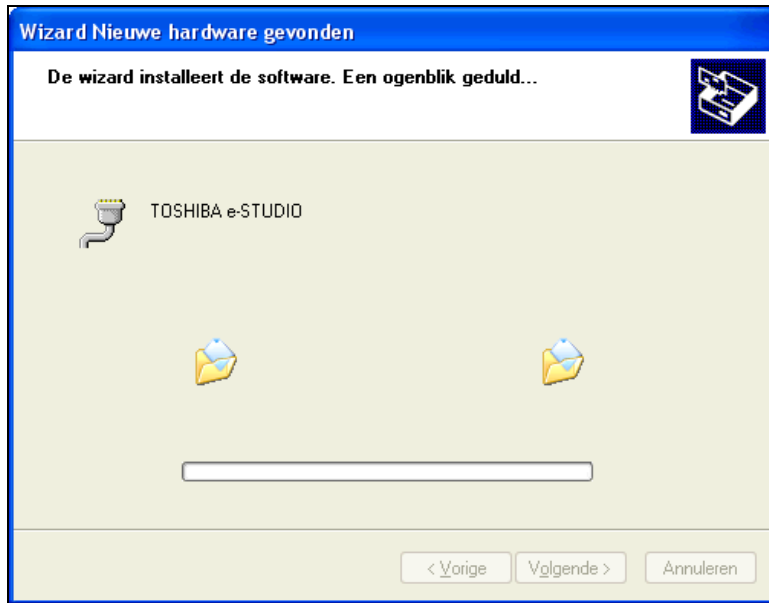 Wizard Nieuwe hardware gevonden
De wizard installeert de software. Een ogenblik geduld...
TOSHIBA e-STUDIO
< Vorige
Volgende >
Annuleren